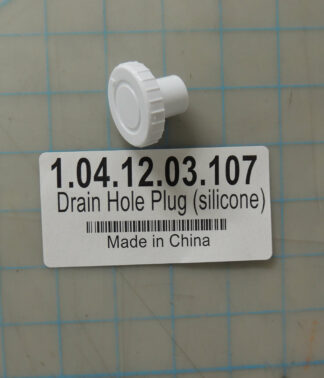 1.04.12.03.107
Drain Hole Plug (silicone)
Made in China